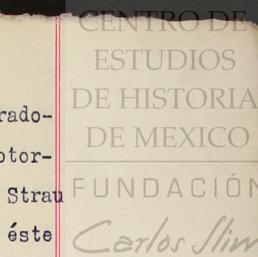 CENTRO DE
ESTUDIOS
DE HISTORIA
DE MEXICO
FUNDACIÓN
Carlos Slim
rado-
otor-
Strau
éste